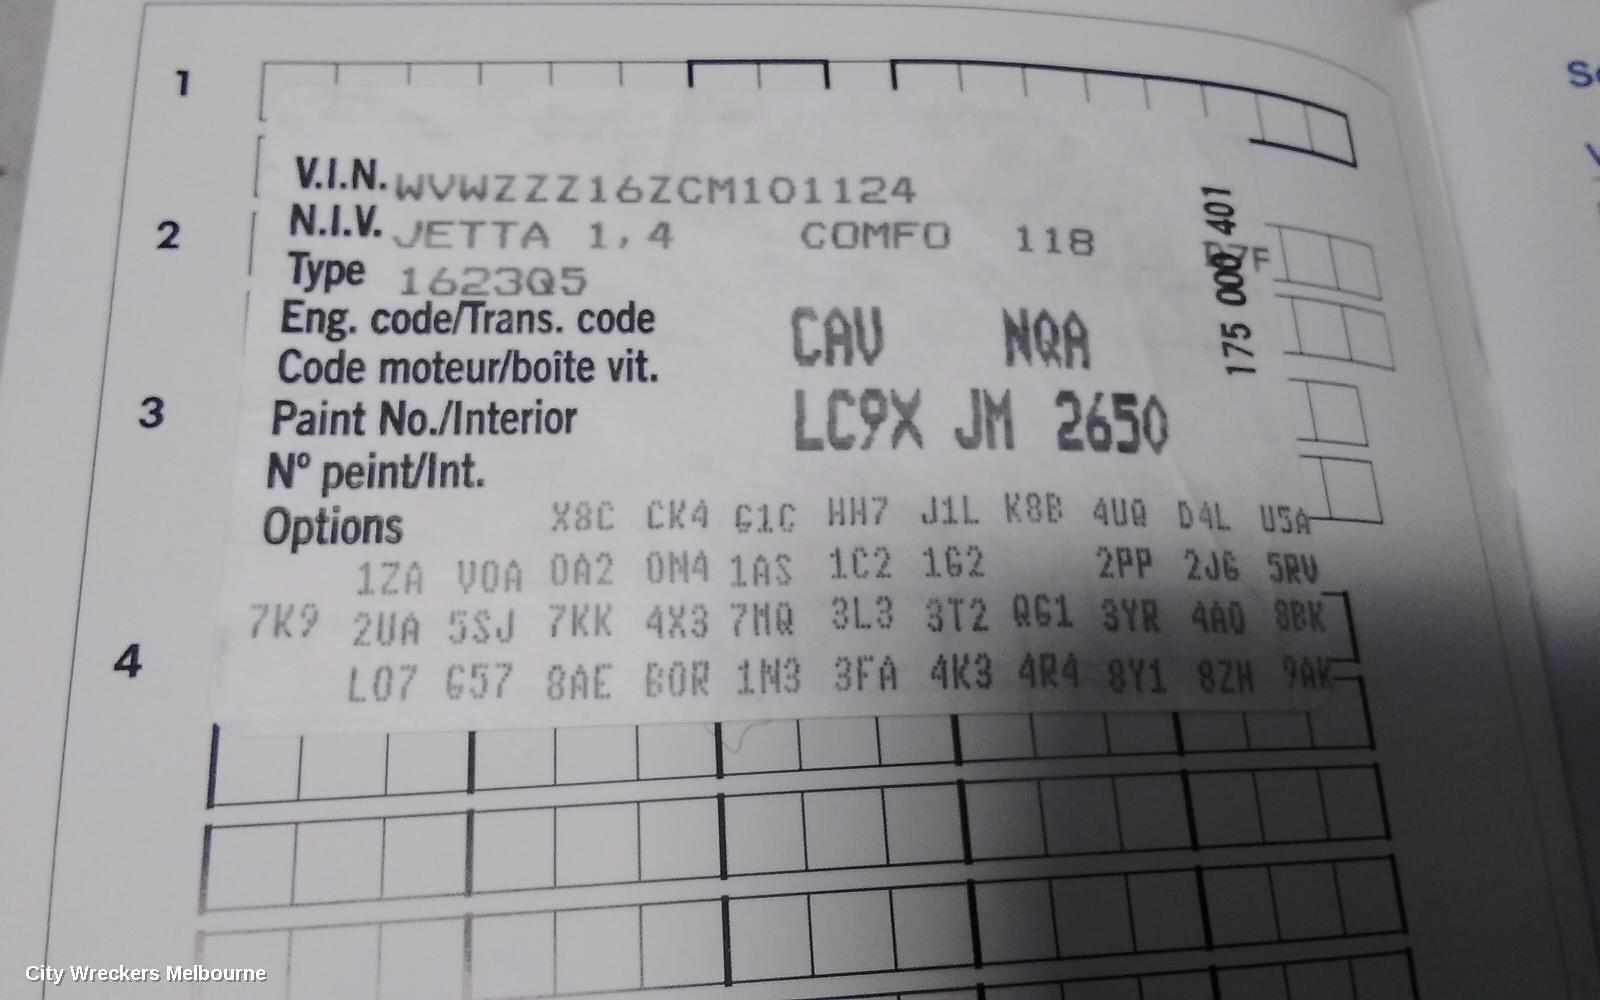 1
V.I.N. WVWZZZ16ZCM101124
2
N.I.V. JETTA 1,4 COMFO 118
Type 1623Q5
175 000 401
Eng. code/Trans. code
Code moteur/boîte vit.
CAV NQA
3
Paint No./Interior
LC9X JM 2650
Nº peint/Int.
Options X8C CK4 G1C HH7 J1L K8B 4UQ D4L U5A
1ZA V0A 0A2 0N4 1AS 1C2 1G2 2PP 2JG 5RV
7K9 2UA 5SJ 7KK 4X3 7MQ 3L3 3T2 QG1 3YR 4A0 8BK
4
L07 G57 8AE B0R 1N3 3FA 4K3 4R4 8Y1 8ZH 9AK
City Wreckers Melbourne